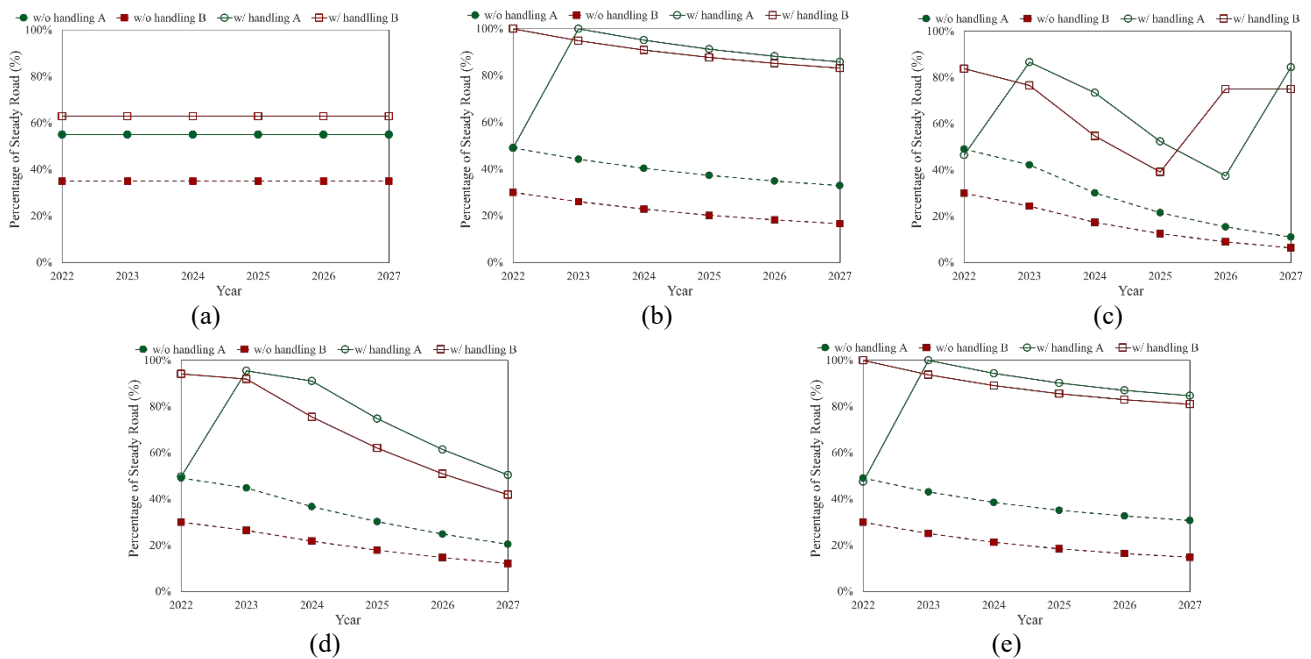 w/o handling A w/o handling B w/ handling A w/ handlling B
100%
80%
60%
40%
20%
0%
Percentage of Steady Road (%)
2022 2023 2024 2025 2026 2027
Year
(a)
w/o handling A w/o handling B w/ handling A w/ handling B
100%
80%
60%
40%
20%
0%
Percentage of Steady Road (%)
2022 2023 2024 2025 2026 2027
Year
(b)
w/o handling A w/o handling B w/ handling A w/ handling B
100%
80%
60%
40%
20%
0%
Percentage of Steady Road (%)
2022 2023 2024 2025 2026 2027
Year
(c)
w/o handling A w/o handling B w/ handling A w/ handling B
100%
80%
60%
40%
20%
0%
Percentage of Steady Road (%)
2022 2023 2024 2025 2026 2027
Year
(d)
w/o handling A w/o handling B w/ handling A w/ handling B
100%
80%
60%
40%
20%
0%
Percentage of Steady Road (%)
2022 2023 2024 2025 2026 2027
Year
(e)